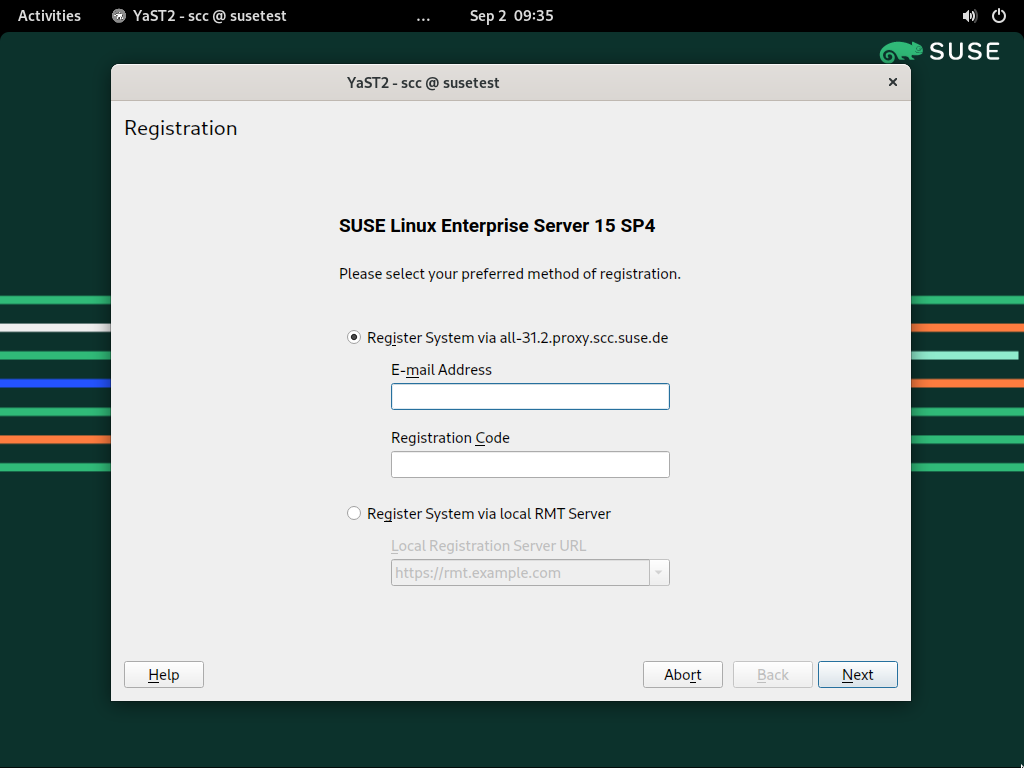 Activities YaST2 - scc @ susetest ... Sep 2 09:35
SUSE
YaST2 - scc @ susetest ×
Registration
SUSE Linux Enterprise Server 15 SP4
Please select your preferred method of registration.
Register System via all-31.2.proxy.scc.suse.de
E-mail Address
Registration Code
Register System via local RMT Server
Local Registration Server URL
https://rmt.example.com
Help Abort Back Next